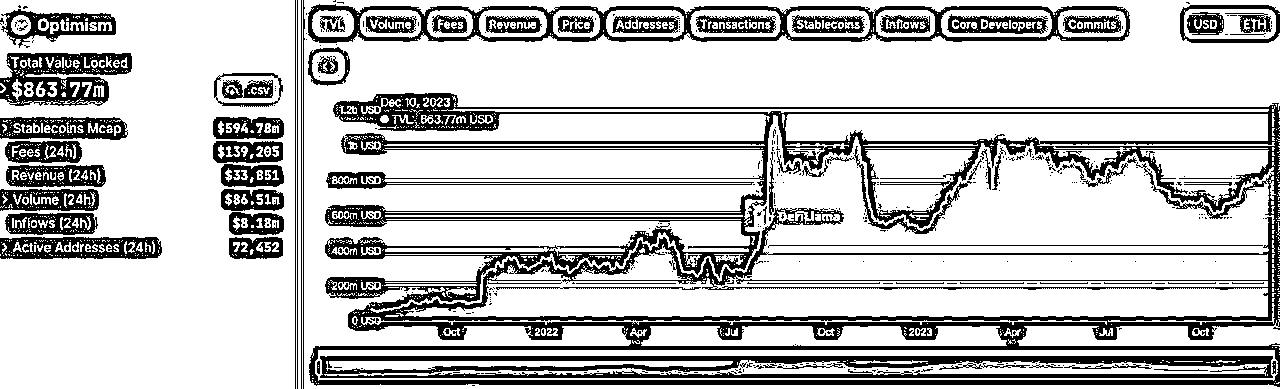 Optimism
Total Value Locked
$863.77m
.csv
Stablecoins Mcap $594.78m
Fees (24h) $139,205
Revenue (24h) $33,851
Volume (24h) $86.51m
Inflows (24h) $8.18m
Active Addresses (24h) 72,452
TVL Volume Fees Revenue Price Addresses Transactions Stablecoins Inflows Core Developers Commits USD ETH
Dec 10, 2023
TVL: 863.77m USD
1.2b USD
1b USD
800m USD
600m USD
400m USD
200m USD
0 USD
DefiLlama
Oct 2022 Apr Jul Oct 2023 Apr Jul Oct